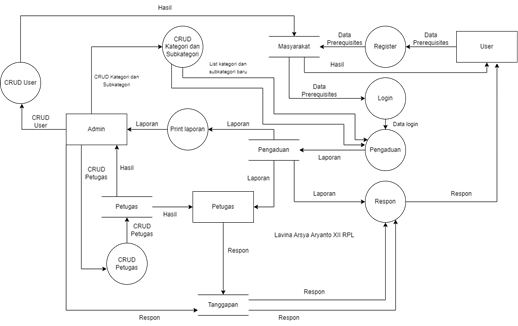 Hasil
CRUD
Kategori dan
Subkategori
Masyarakat
Data
Prerequisites
Register
Data
Prerequisites
User
List kategori dan
subkategori baru
Hasil
CRUD User
CRUD Kategori dan
Subkategori
Data
Prerequisites
Login
CRUD
User
Admin
Laporan
Print laporan
Laporan
Data login
Pengaduan
Laporan
Pengaduan
CRUD
Petugas
Hasil
Laporan
Laporan
Respon
Petugas
Hasil
Petugas
Respon
CRUD
Petugas
Lavina Arsya Aryanto XII RPL
CRUD
Petugas
Respon
Tanggapan
Respon
Respon
Respon